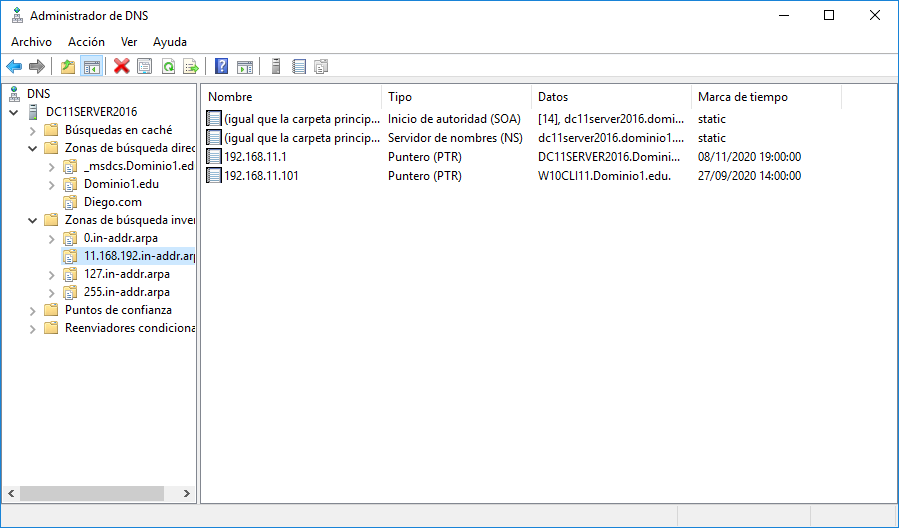 Administrador de DNS
Archivo Acción Ver Ayuda
DNS
DC11SERVER2016
Búsquedas en caché
Zonas de búsqueda direc
_msdcs.Dominio1.ed
Dominio1.edu
Diego.com
Zonas de búsqueda inver
0.in-addr.arpa
11.168.192.in-addr.arp
127.in-addr.arpa
255.in-addr.arpa
Puntos de confianza
Reenviadores condiciona
Nombre Tipo Datos Marca de tiempo
(igual que la carpeta princip... Inicio de autoridad (SOA) [14], dc11server2016.domi... static
(igual que la carpeta princip... Servidor de nombres (NS) dc11server2016.dominio1.... static
192.168.11.1 Puntero (PTR) DC11SERVER2016.Domini... 08/11/2020 19:00:00
192.168.11.101 Puntero (PTR) W10CLI11.Dominio1.edu. 27/09/2020 14:00:00